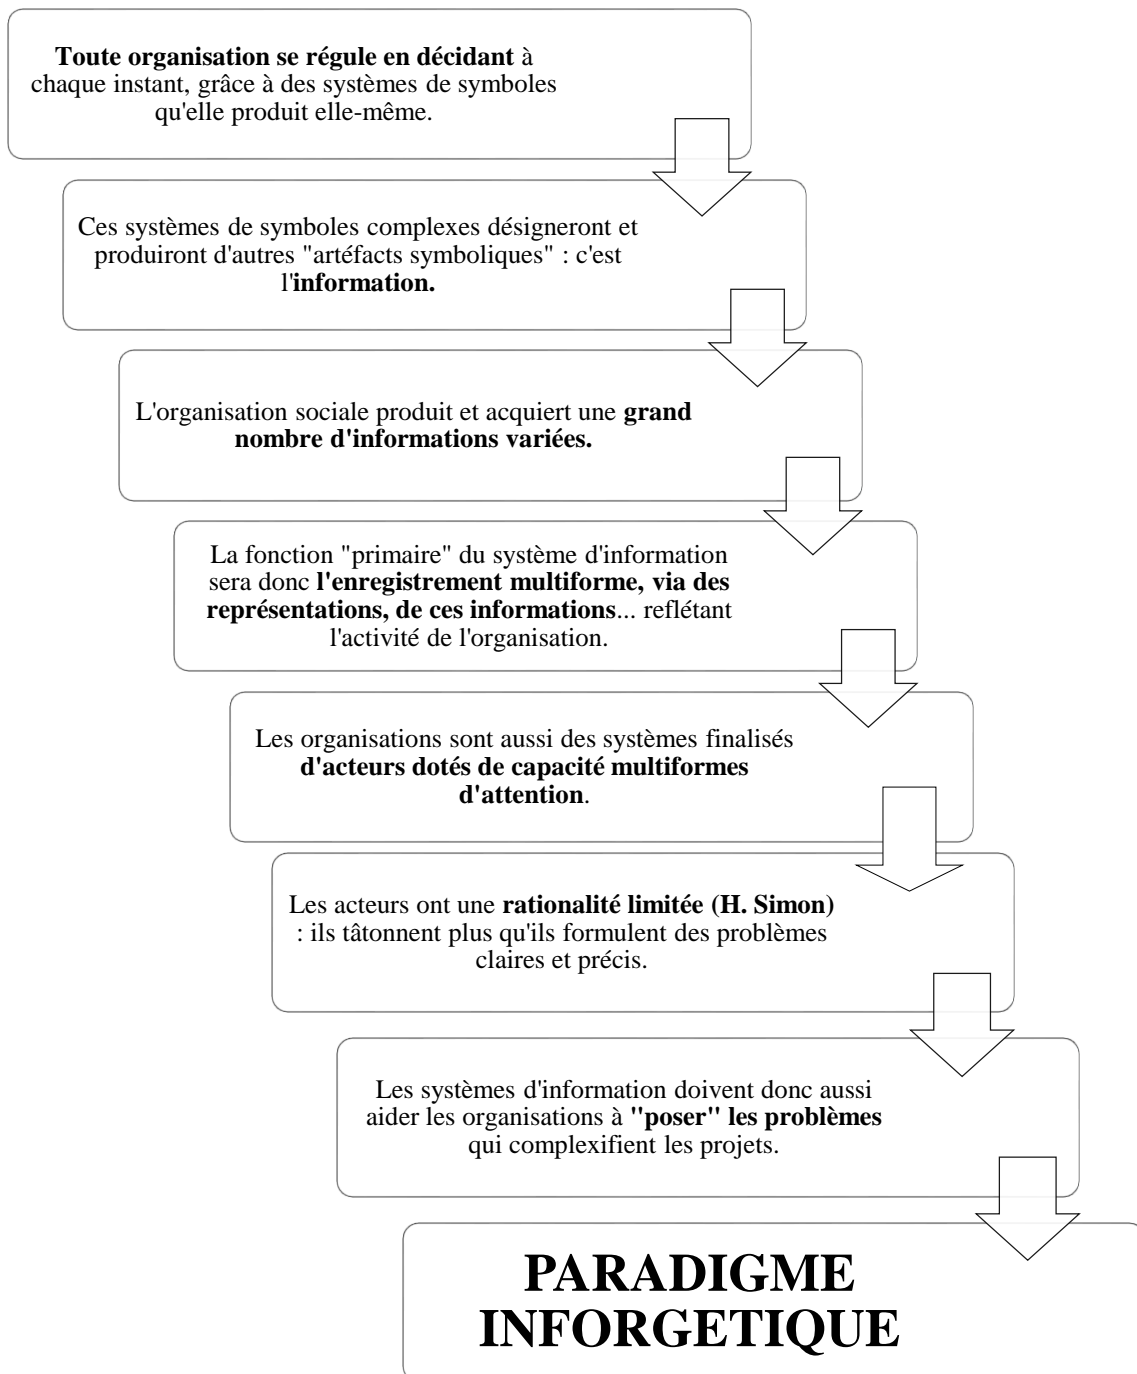 Toute organisation se régule en décidant à
chaque instant, grâce à des systèmes de symboles
qu'elle produit elle-même.
Ces systèmes de symboles complexes désigneront et
produiront d'autres "artéfacts symboliques" : c'est
l'information.
L'organisation sociale produit et acquiert une grand
nombre d'informations variées.
La fonction "primaire" du système d'information
sera donc l'enregistrement multiforme, via des
représentations, de ces informations... reflétant
l'activité de l'organisation.
Les organisations sont aussi des systèmes finalisés
d'acteurs dotés de capacité multiformes
d'attention.
Les acteurs ont une rationalité limitée (H. Simon)
: ils tâtonnent plus qu'ils formulent des problèmes
claires et précis.
Les systèmes d'information doivent donc aussi
aider les organisations à "poser" les problèmes
qui complexifient les projets.
PARADIGME
INFORGETIQUE